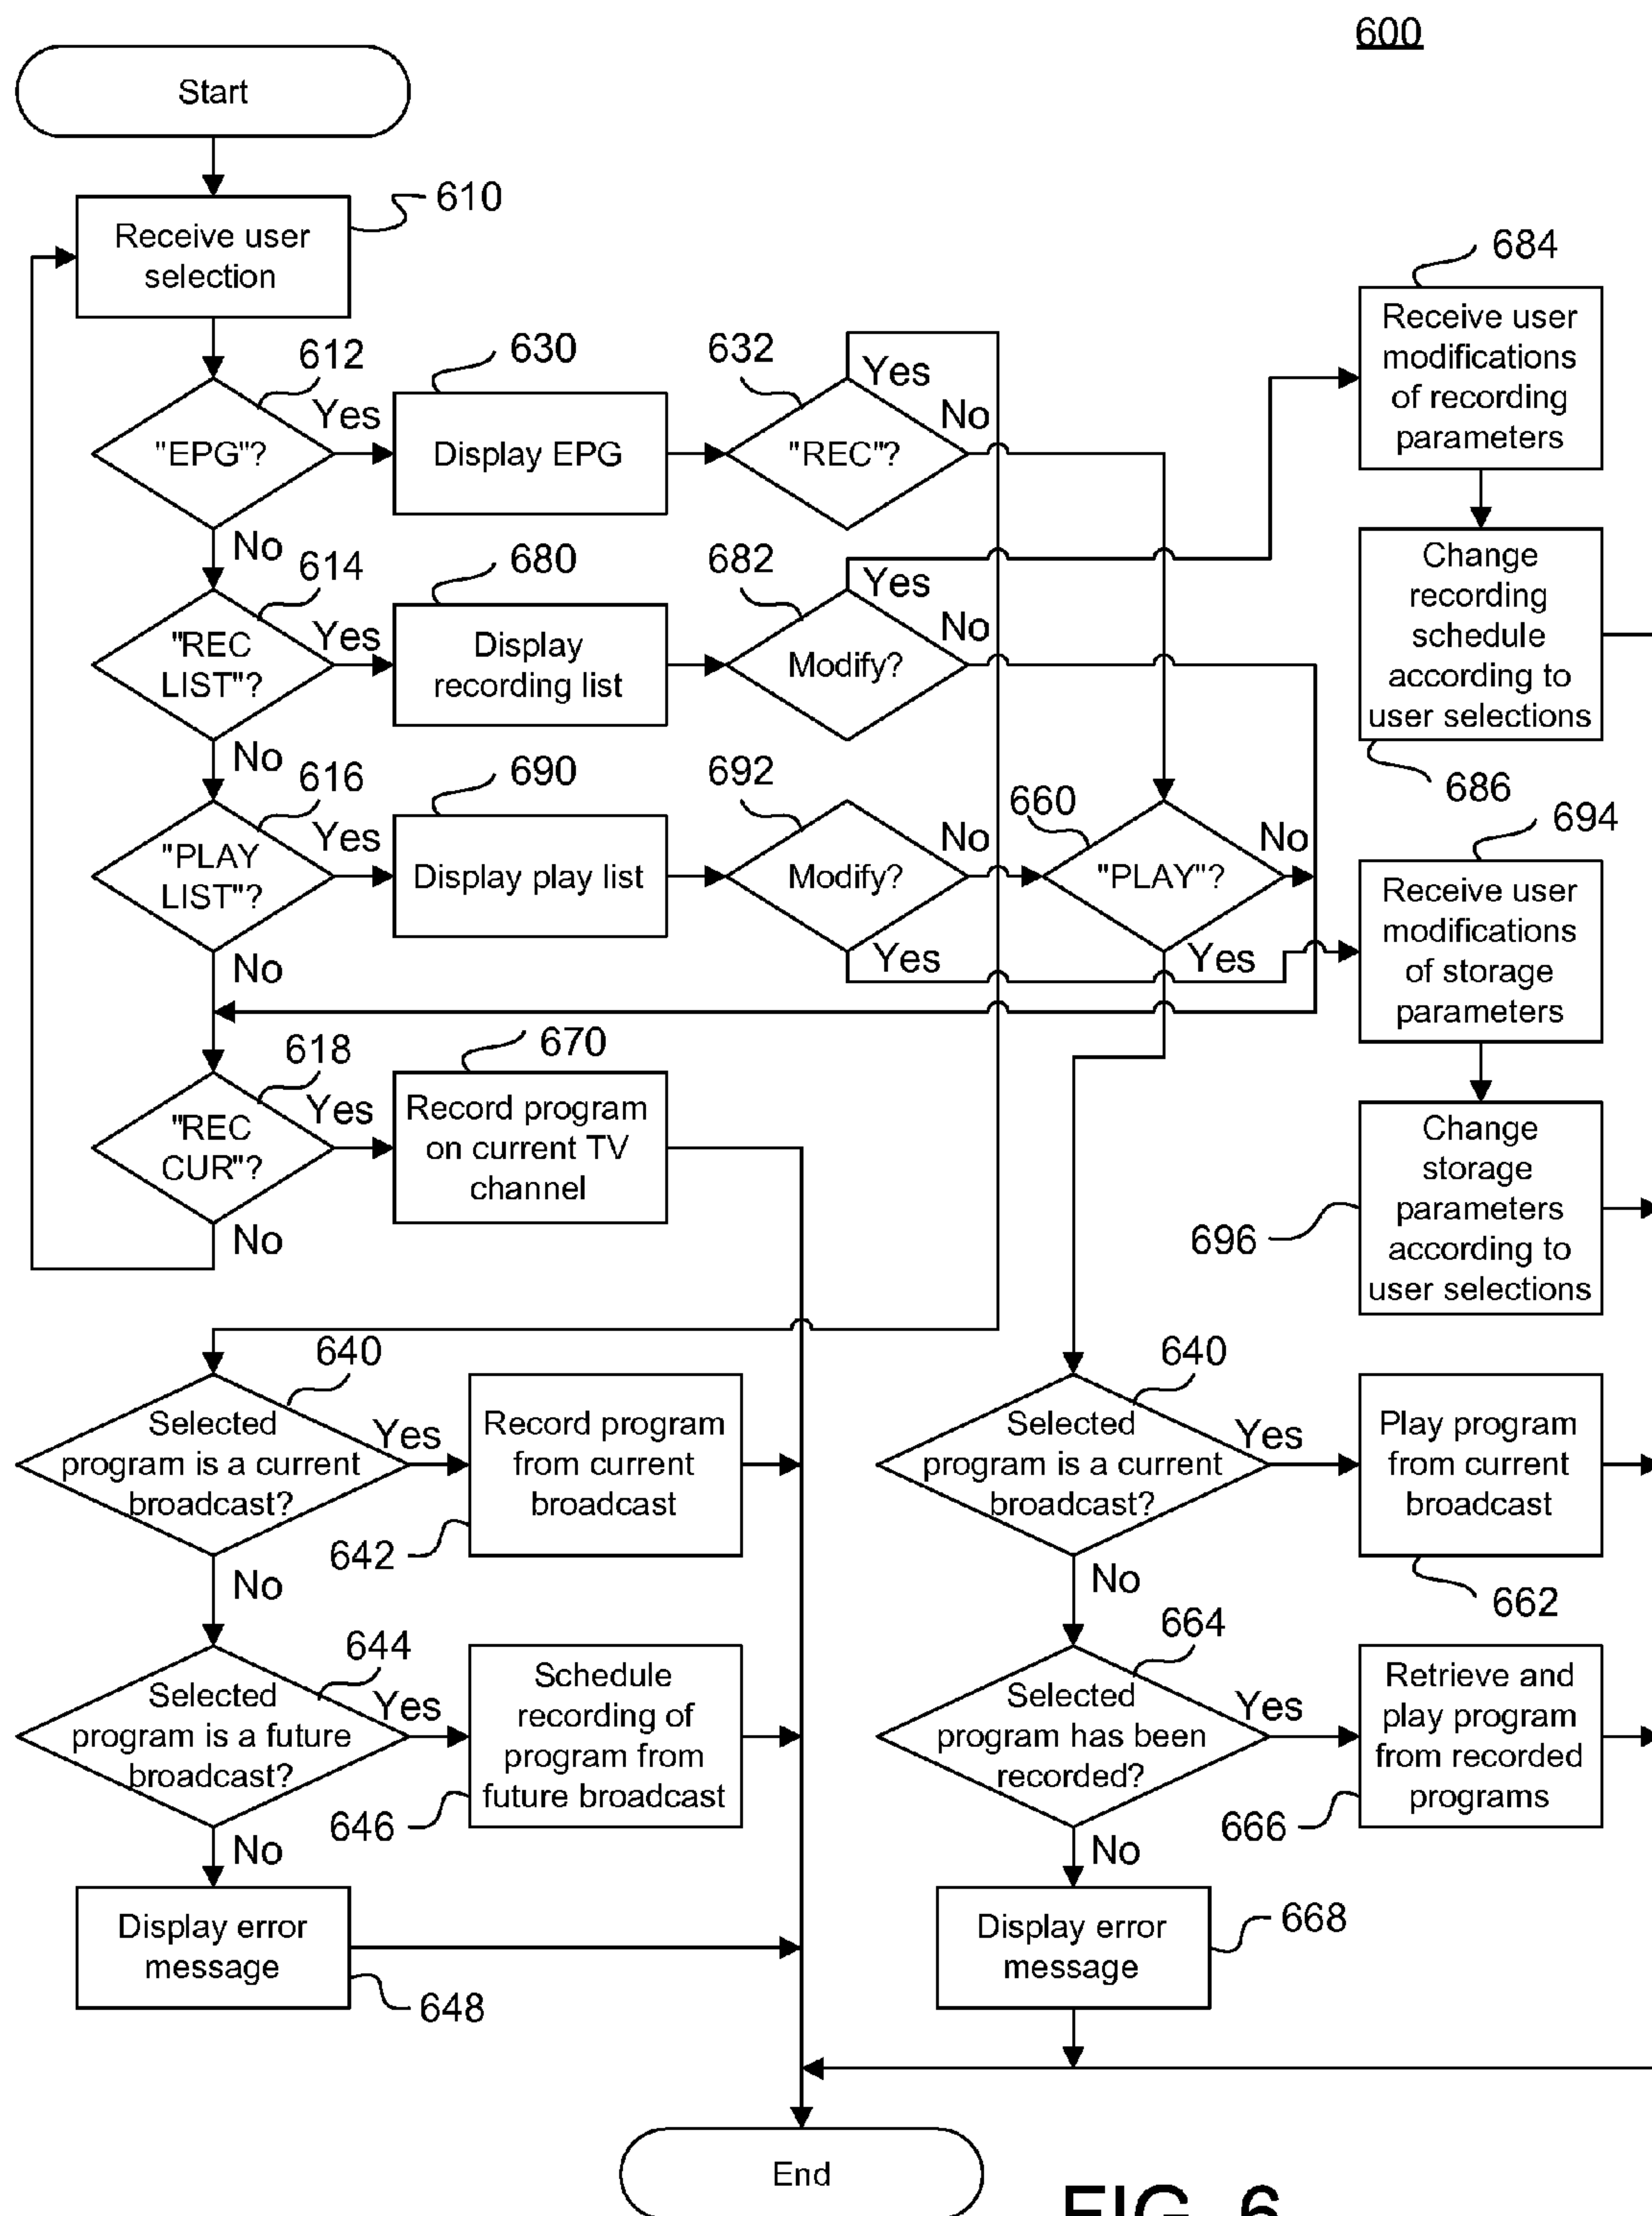 600
Start
610
Receive user
selection
684
Receive user
modifications
of recording
parameters
612
Yes
630
632
Yes
No
"EPG"?
Display EPG
"REC"?
No
614
Yes
680
682
Yes
No
"REC
LIST"?
Display
recording list
Modify?
Change
recording
schedule
according to
user selections
686
No
616
Yes
690
692
No
660
No
"PLAY
LIST"?
Display play list
Modify?
"PLAY"?
Yes
Yes
694
Receive user
modifications
of storage
parameters
No
618
Yes
670
"REC
CUR"?
Record program
on current TV
channel
No
Change
storage
parameters
according to
user selections
696
640
Selected
program is a current
broadcast?
Yes
Record program
from current
broadcast
642
640
Selected
program is a current
broadcast?
Yes
Play program
from current
broadcast
662
No
No
644
Selected
program is a future
broadcast?
Yes
Schedule
recording of
program from
future broadcast
646
664
Selected
program has been
recorded?
Yes
Retrieve and
play program
from recorded
programs
666
No
No
Display error
message
648
Display error
message
668
End
FIG. 6